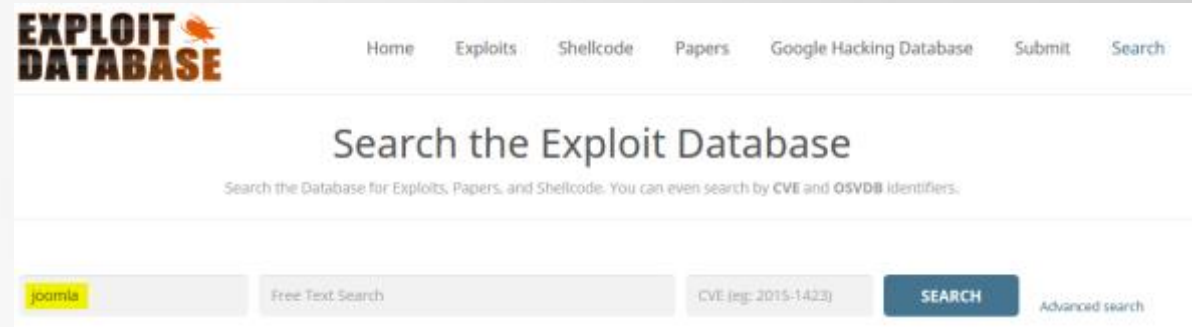 EXPLOIT
DATABASE
Home Exploits Shellcode Papers Google Hacking Database Submit Search
Search the Exploit Database
Search the Database for Exploits, Papers, and Shellcode. You can even search by CVE and OSVDB identifiers.
joomla Free Text Search CVE (eg: 2015-1423) SEARCH Advanced search